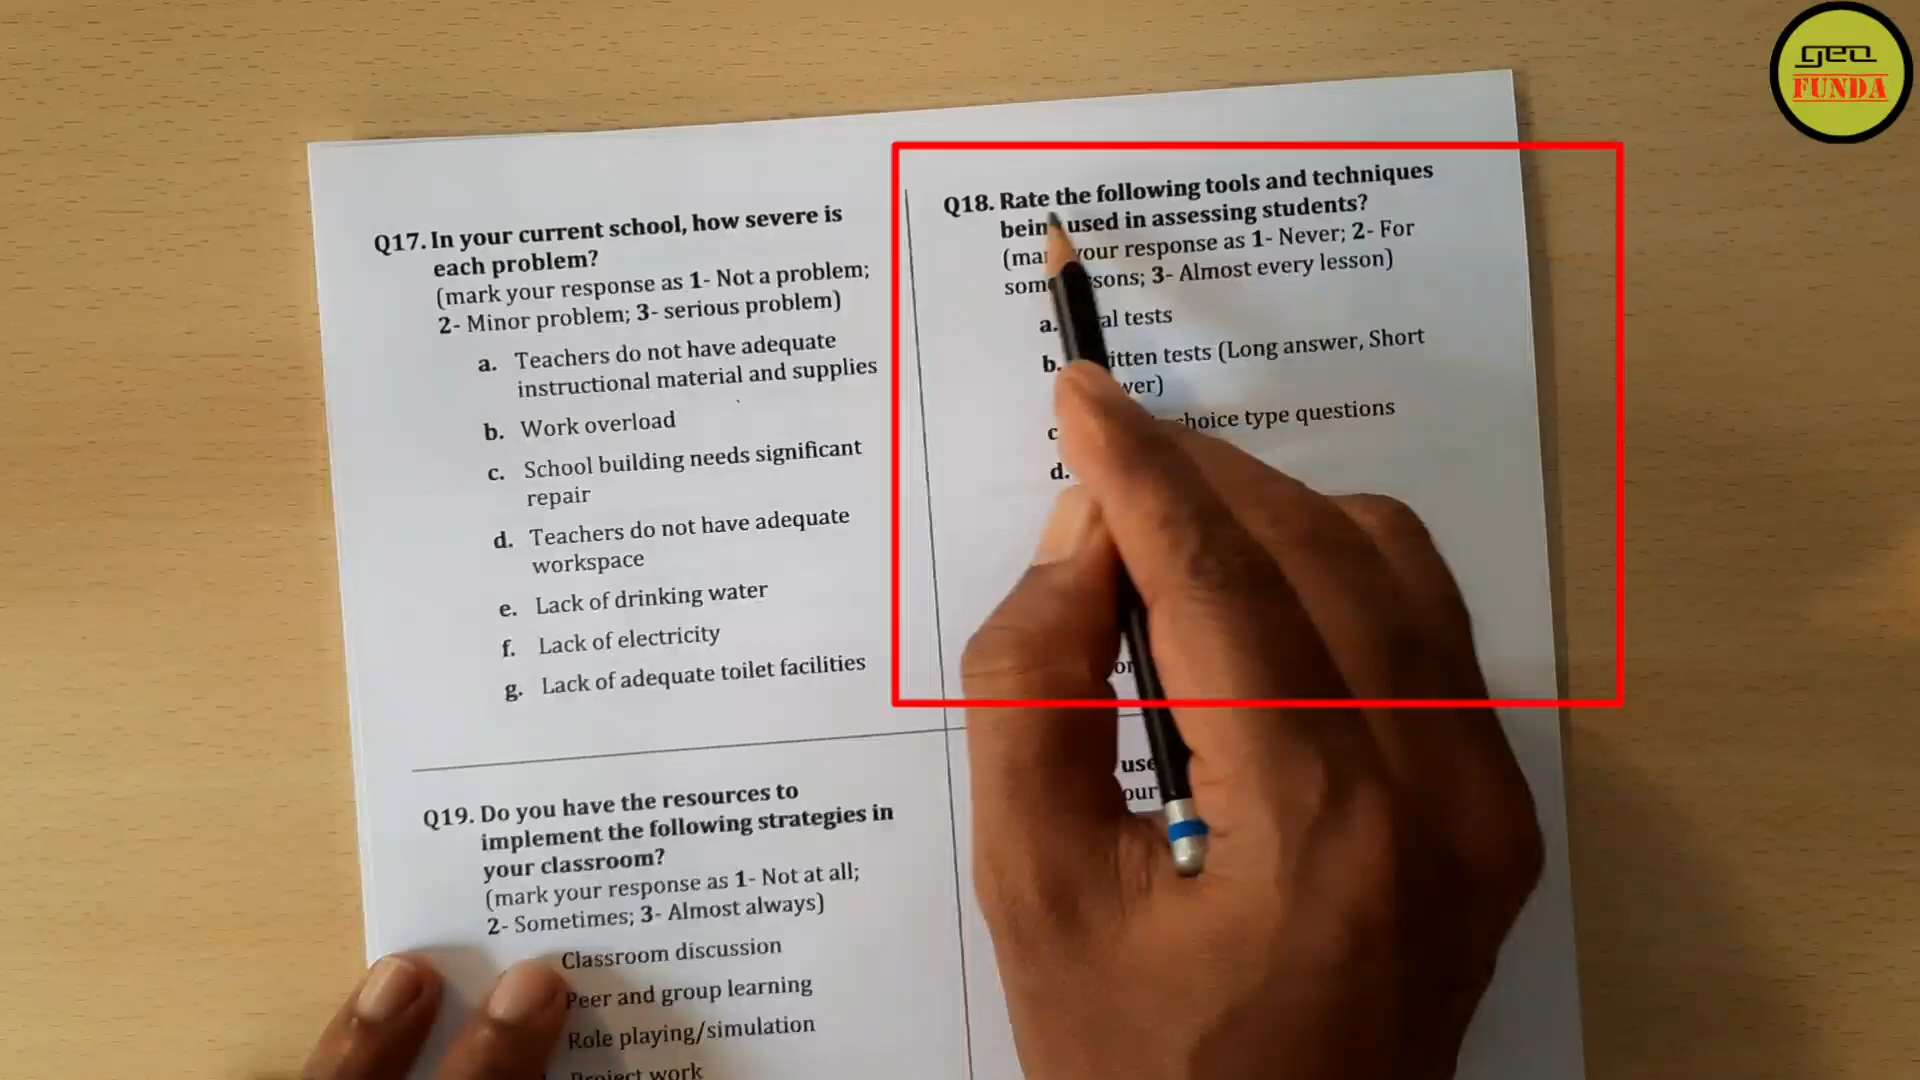 geo
FUNDA
Q17. In your current school, how severe is
each problem?
(mark your response as 1- Not a problem;
2- Minor problem; 3- serious problem)
a. Teachers do not have adequate
instructional material and supplies
b. Work overload
c. School building needs significant
repair
d. Teachers do not have adequate
workspace
e. Lack of drinking water
f. Lack of electricity
g. Lack of adequate toilet facilities
Q18. Rate the following tools and techniques
used in assessing students?
your response as 1- Never; 2- For
3- Almost every lesson)
a. tests
b. tests (Long answer, Short
c choice type questions
d.
Q19. Do you have the resources to
implement the following strategies in
your classroom?
(mark your response as 1- Not at all;
2- Sometimes; 3- Almost always)
Classroom discussion
Peer and group learning
Role playing/simulation
Project work